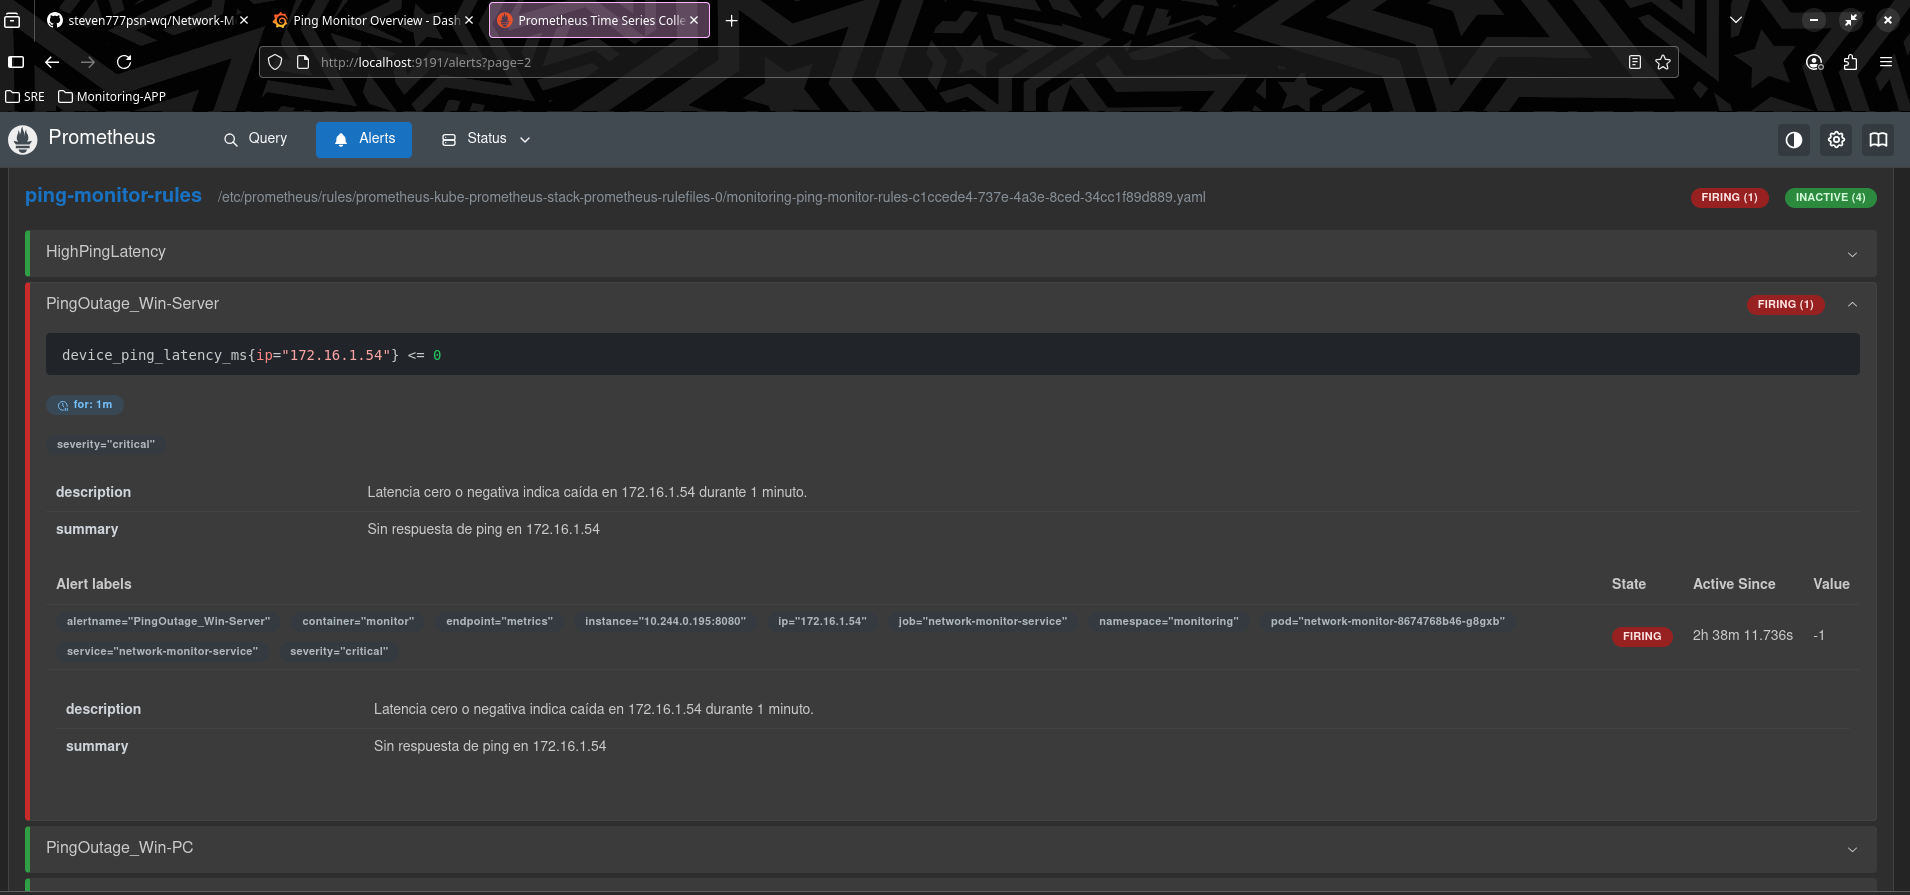 steven777psn-wq/Network-M
Ping Monitor Overview - Dash
Prometheus Time Series Colle
http://localhost:9191/alerts?page=2
SRE Monitoring-APP
Prometheus Query Alerts Status
ping-monitor-rules /etc/prometheus/rules/prometheus-kube-prometheus-stack-prometheus-rulefiles-0/monitoring-ping-monitor-rules-c1ccede4-737e-4a3e-8ced-34cc1f89d889.yaml FIRING (1) INACTIVE (4)
HighPingLatency
PingOutage_Win-Server FIRING (1)
device_ping_latency_ms{ip="172.16.1.54"} <= 0
for: 1m
severity="critical"
description Latencia cero o negativa indica caída en 172.16.1.54 durante 1 minuto.
summary Sin respuesta de ping en 172.16.1.54
Alert labels State Active Since Value
alertname="PingOutage_Win-Server" container="monitor" endpoint="metrics" instance="10.244.0.195:8080" ip="172.16.1.54" job="network-monitor-service" namespace="monitoring" pod="network-monitor-8674768b46-g8gxb"
service="network-monitor-service" severity="critical"
FIRING 2h 38m 11.736s -1
description Latencia cero o negativa indica caída en 172.16.1.54 durante 1 minuto.
summary Sin respuesta de ping en 172.16.1.54
PingOutage_Win-PC